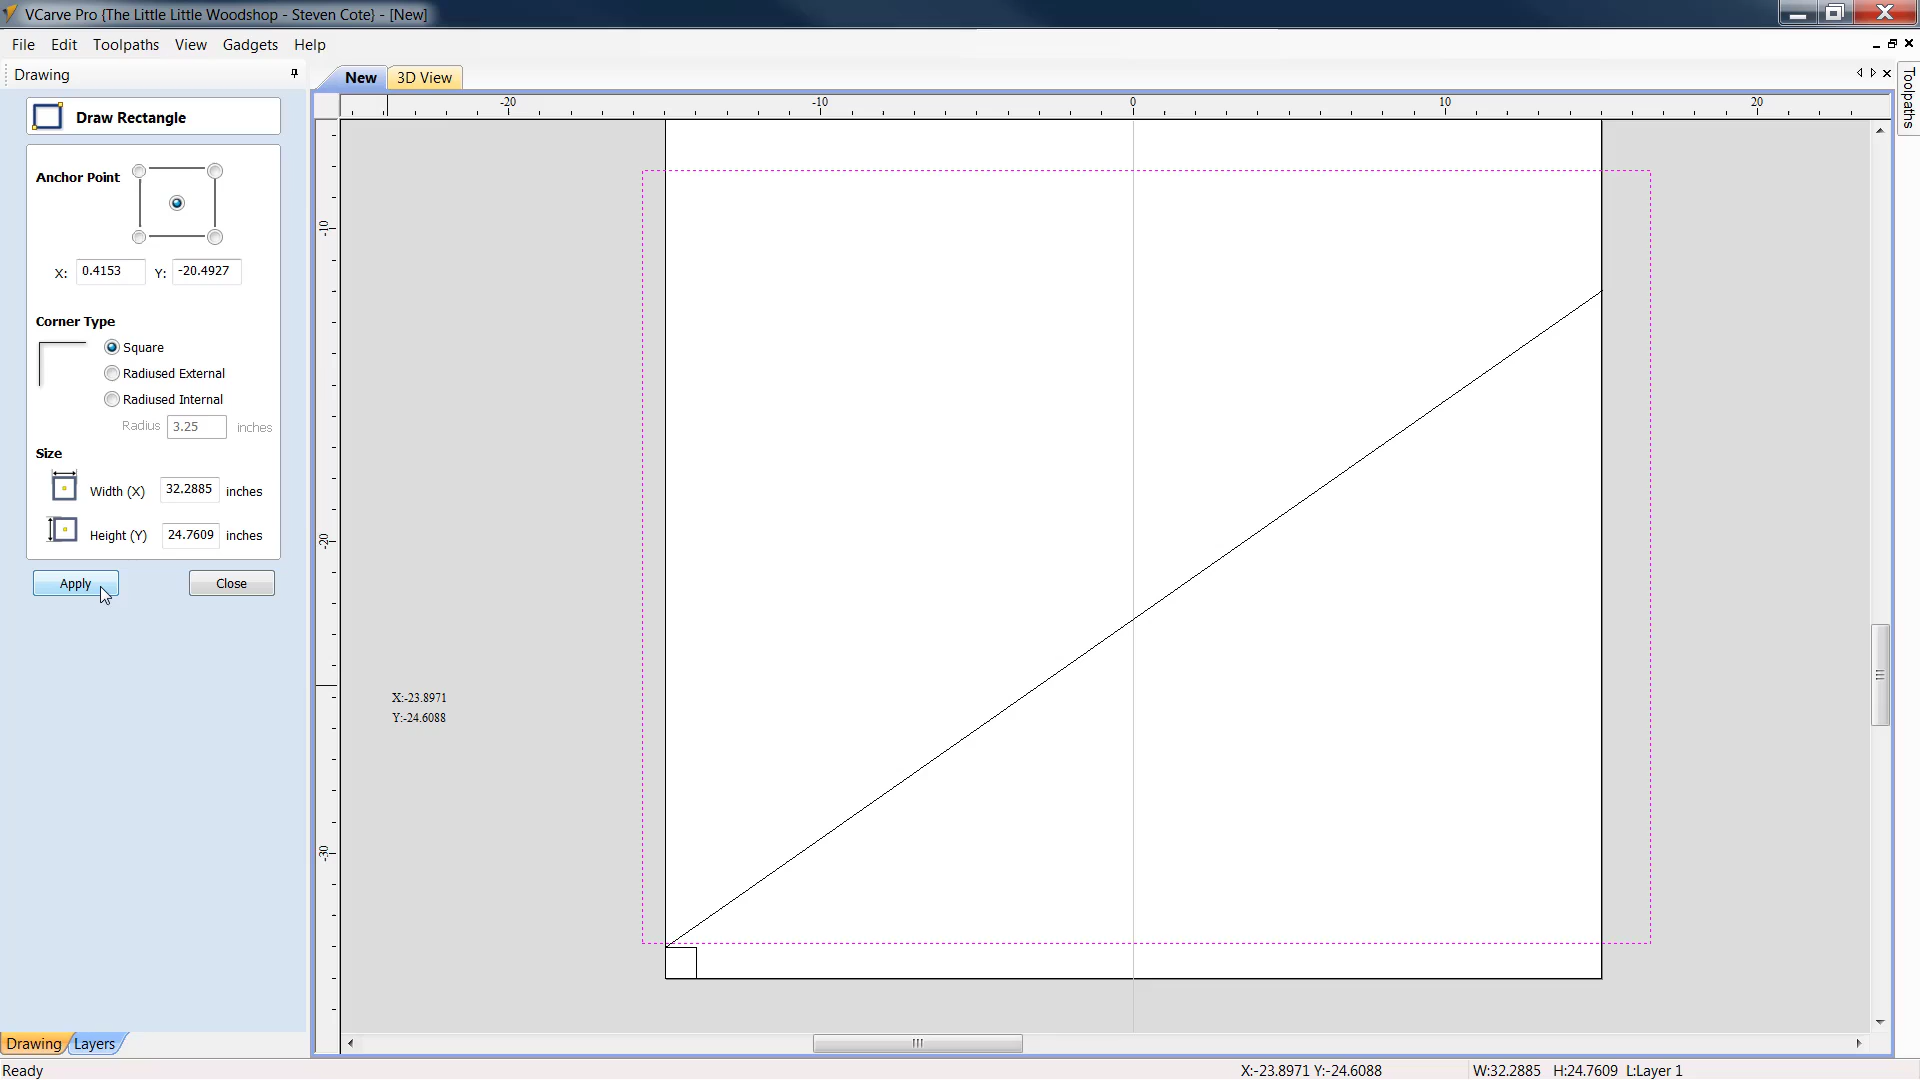 VCarve Pro {The Little Little Woodshop - Steven Cote} - [New]
File Edit Toolpaths View Gadgets Help
Drawing
New 3D View
Toolpaths
Draw Rectangle
-20 -10 0 10 20
Anchor Point
X: 0.4153 Y: -20.4927
-10
Corner Type
Square
Radiused External
Radiused Internal
Radius 3.25 inches
Size
Width (X) 32.2885 inches
Height (Y) 24.7609 inches
-20
Apply Close
X:-23.8971
Y:-24.6088
-30
Drawing Layers
Ready X:-23.8971 Y:-24.6088 W:32.2885 H:24.7609 L:Layer 1